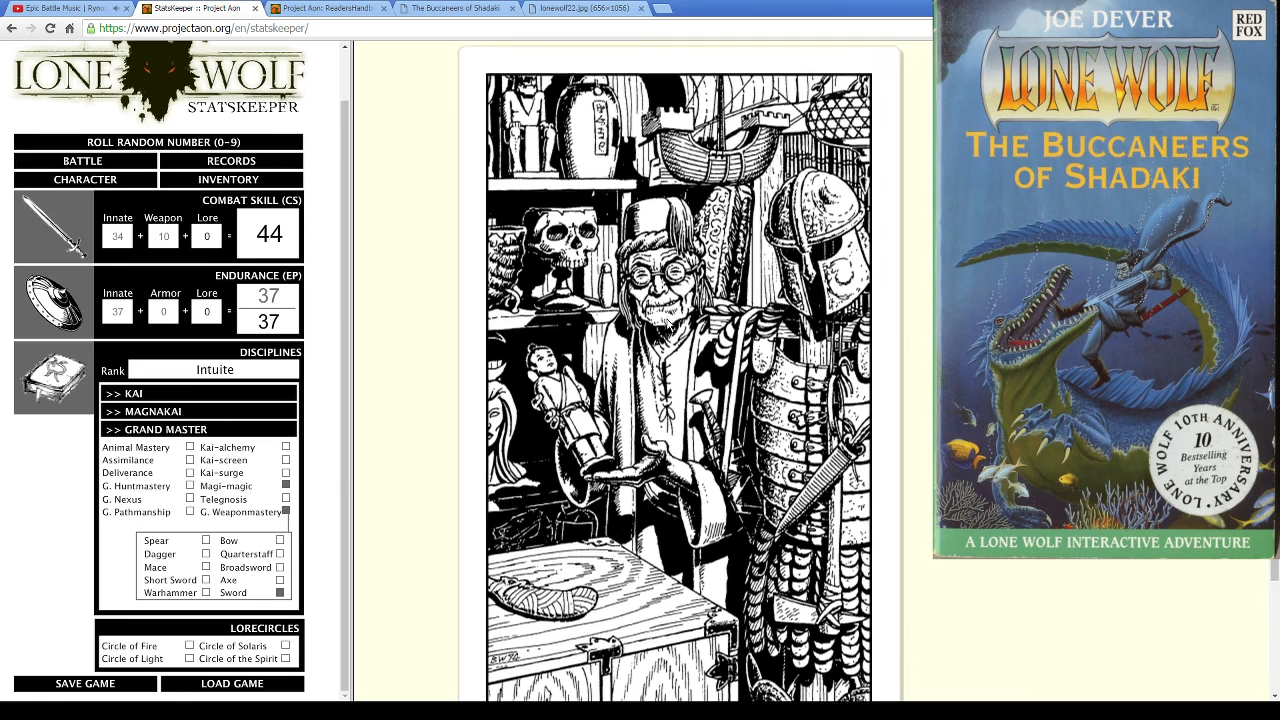 Epic Battle Music | Ryno
StatsKeeper :: Project Aon
Project Aon: ReadersHandb
The Buccaneers of Shadaki
lonewolf22.jpg (656×1056)
https://www.projectaon.org/en/statskeeper/
LONE WOLF
STATSKEEPER
ROLL RANDOM NUMBER (0-9)
BATTLE
RECORDS
CHARACTER
INVENTORY
COMBAT SKILL (CS)
Innate Weapon Lore
34 + 10 + 0 = 44
ENDURANCE (EP)
Innate Armor Lore
37 + 0 + 0 = 37
37
DISCIPLINES
Rank Intuite
>> KAI
>> MAGNAKAI
>> GRAND MASTER
Animal Mastery Kai-alchemy
Assimilance Kai-screen
Deliverance Kai-surge
G. Huntmastery Magi-magic
G. Nexus Telegnosis
G. Pathmanship G. Weaponmastery
Spear Bow
Dagger Quarterstaff
Mace Broadsword
Short Sword Axe
Warhammer Sword
LORECIRCLES
Circle of Fire Circle of Solaris
Circle of Light Circle of the Spirit
SAVE GAME
LOAD GAME
BW94
JOE DEVER
RED
FOX
LONE WOLF
THE BUCCANEERS
OF SHADAKI
LONE WOLF 10TH ANNIVERSARY
10
Bestselling
Years
at the Top
A LONE WOLF INTERACTIVE ADVENTURE